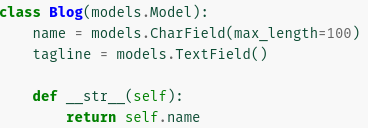 class Blog(models.Model):
    name = models.CharField(max_length=100)
    tagline = models.TextField()

    def __str__(self):
        return self.name